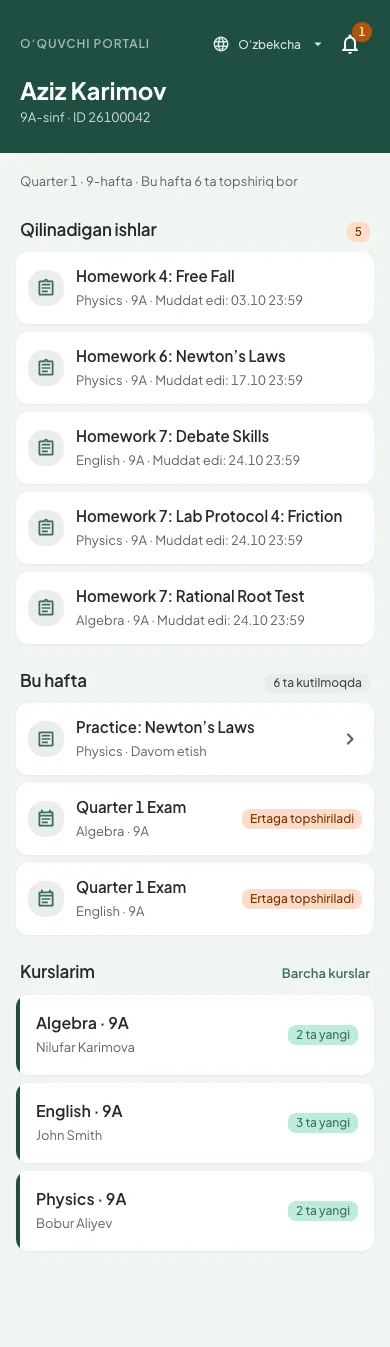 OʻQUVCHI PORTALI
Oʻzbekcha
1
Aziz Karimov
9A-sinf · ID 26100042
Quarter 1 · 9-hafta · Bu hafta 6 ta topshiriq bor
Qilinadigan ishlar
5
Homework 4: Free Fall
Physics · 9A · Muddat edi: 03.10 23:59
Homework 6: Newton’s Laws
Physics · 9A · Muddat edi: 17.10 23:59
Homework 7: Debate Skills
English · 9A · Muddat edi: 24.10 23:59
Homework 7: Lab Protocol 4: Friction
Physics · 9A · Muddat edi: 24.10 23:59
Homework 7: Rational Root Test
Algebra · 9A · Muddat edi: 24.10 23:59
Bu hafta
6 ta kutilmoqda
Practice: Newton’s Laws
Physics · Davom etish
Quarter 1 Exam
Algebra · 9A
Ertaga topshiriladi
Quarter 1 Exam
English · 9A
Ertaga topshiriladi
Kurslarim
Barcha kurslar
Algebra · 9A
Nilufar Karimova
2 ta yangi
English · 9A
John Smith
3 ta yangi
Physics · 9A
Bobur Aliyev
2 ta yangi